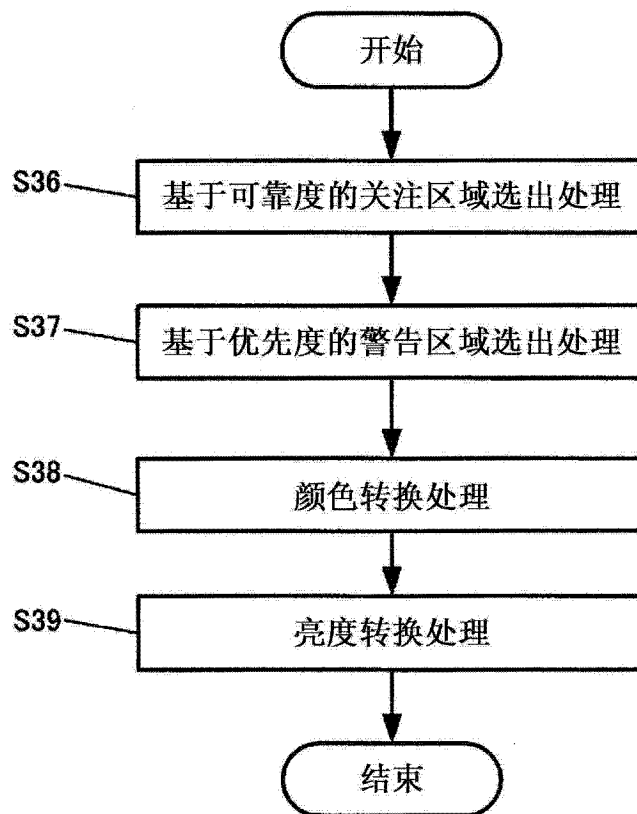 开始
S36
基于可靠度的关注区域选出处理
S37
基于优先度的警告区域选出处理
S38
颜色转换处理
S39
亮度转换处理
结束